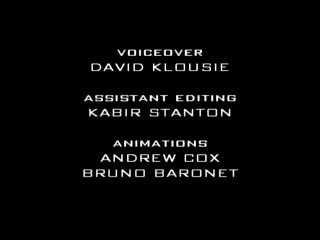 VOICEOVER
DAVID KLOUSIE
ASSISTANT EDITING
KABIR STANTON
ANIMATIONS
ANDREW COX
BRUNO BARONET